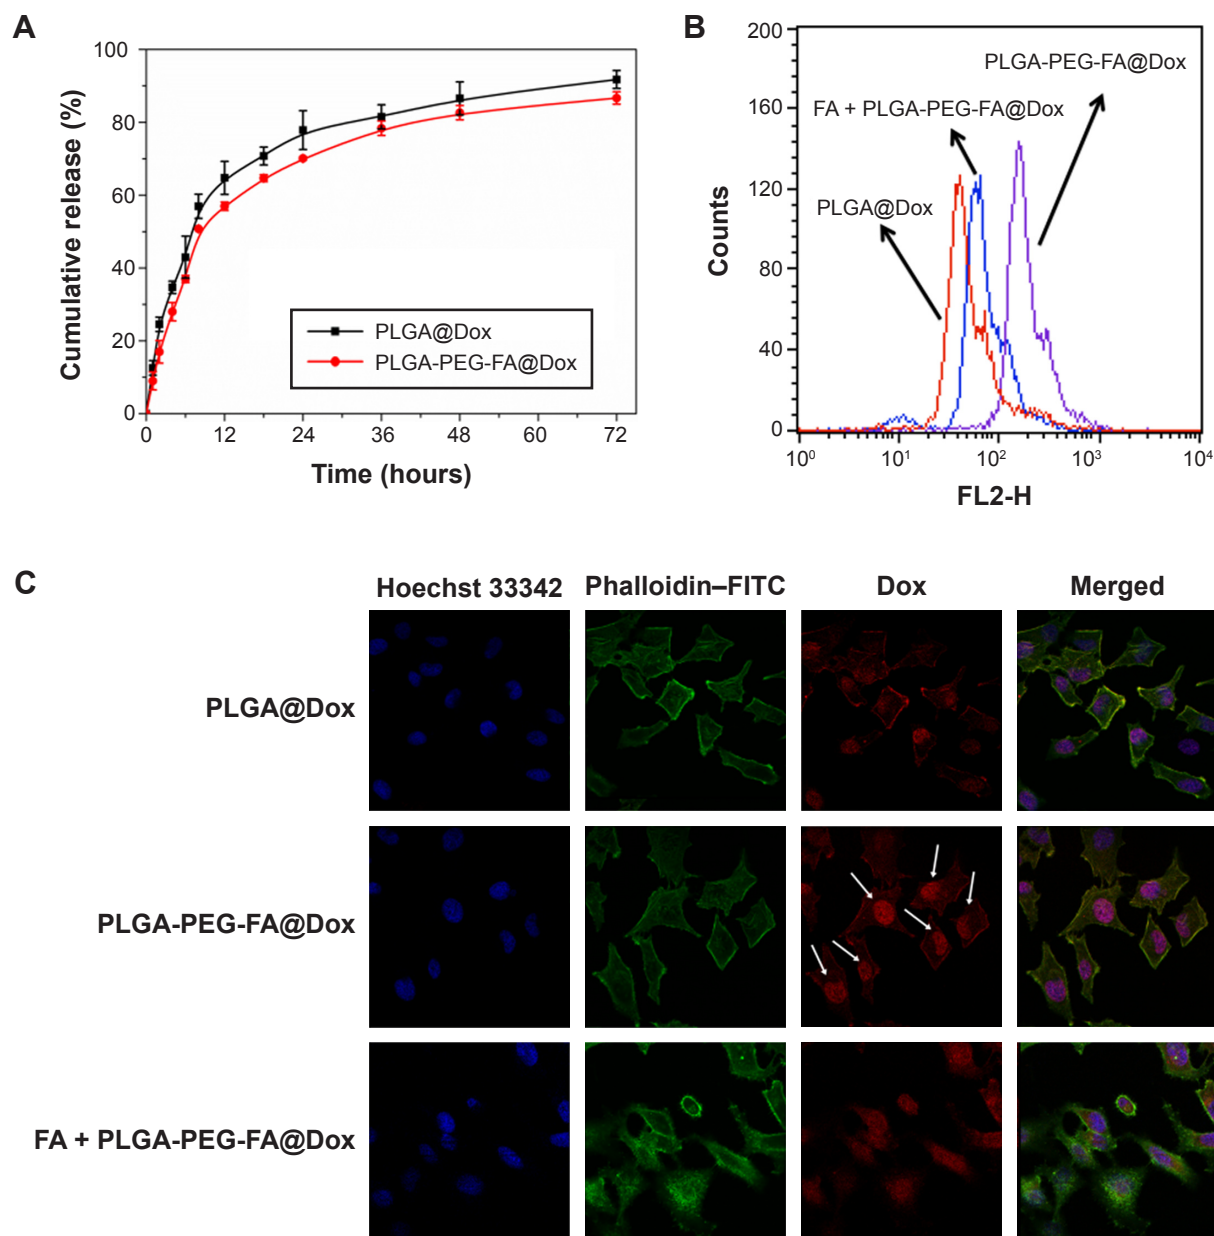 A
100
80
60
40
20
0
0 12 24 36 48 60 72
Cumulative release (%)
Time (hours)
PLGA@Dox
PLGA-PEG-FA@Dox
B
200
160
120
80
40
0
10⁰ 10¹ 10² 10³ 10⁴
Counts
FL2-H
PLGA-PEG-FA@Dox
FA + PLGA-PEG-FA@Dox
PLGA@Dox
C
Hoechst 33342 Phalloidin–FITC Dox Merged
PLGA@Dox
PLGA-PEG-FA@Dox
FA + PLGA-PEG-FA@Dox